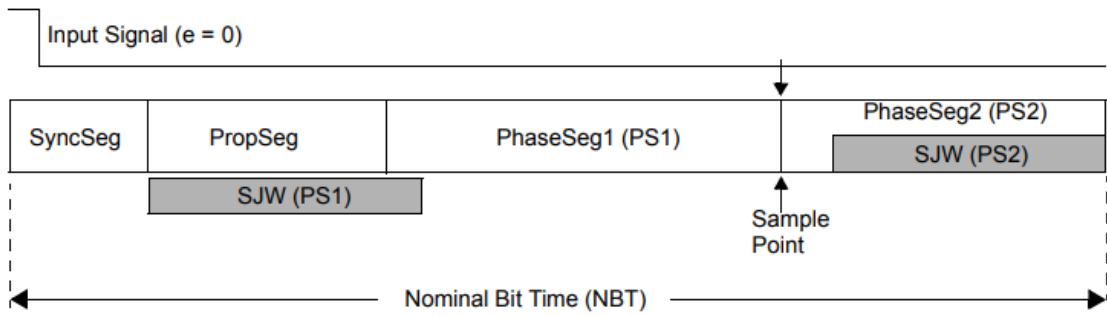 Input Signal (e = 0)
SyncSeg
PropSeg
PhaseSeg1 (PS1)
PhaseSeg2 (PS2)
SJW (PS2)
SJW (PS1)
Sample
Point
Nominal Bit Time (NBT)